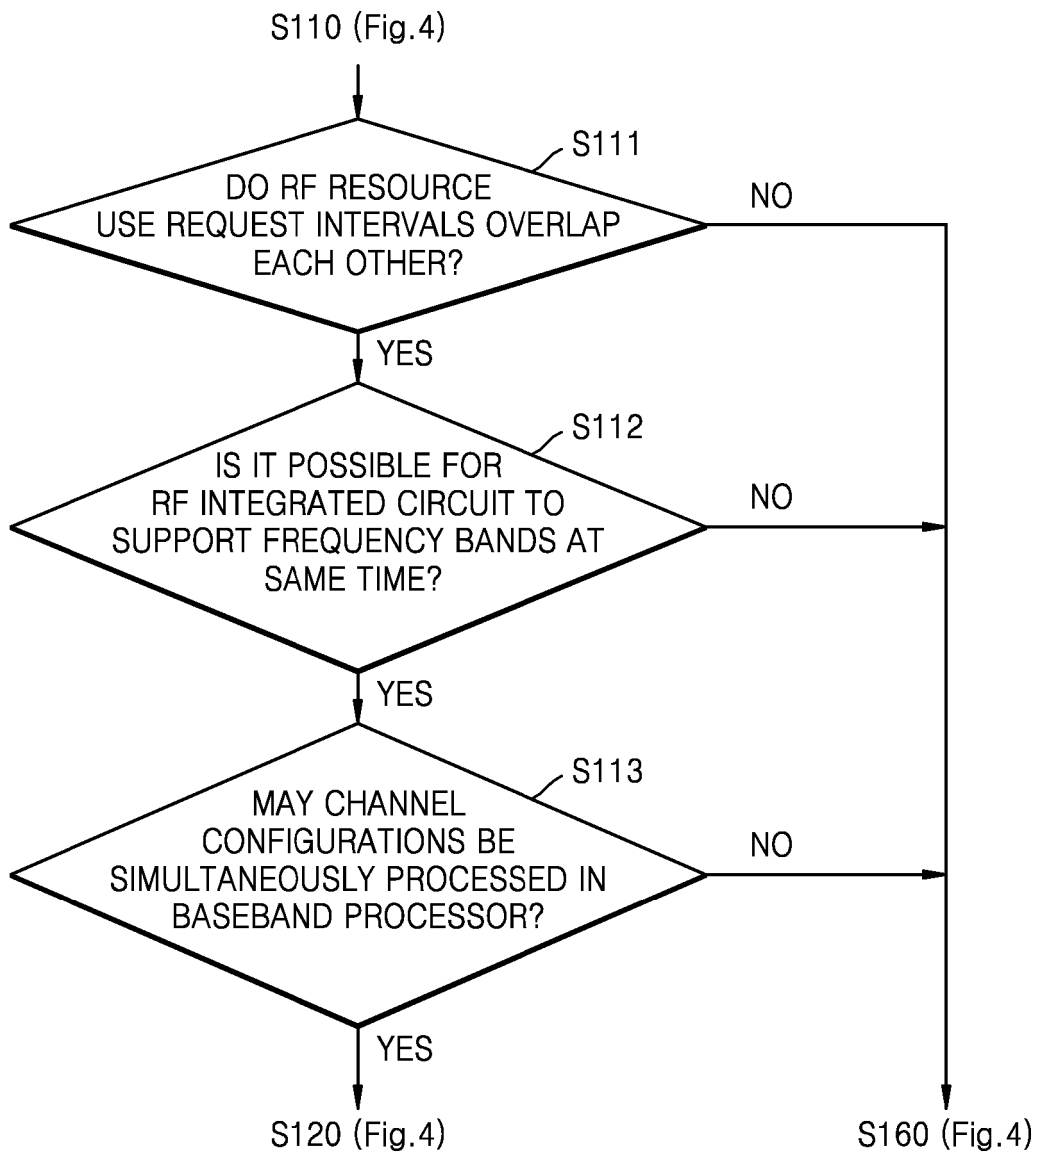 S110 (Fig.4)
S111
DO RF RESOURCE
USE REQUEST INTERVALS OVERLAP
EACH OTHER?
NO
YES
S112
IS IT POSSIBLE FOR
RF INTEGRATED CIRCUIT TO
SUPPORT FREQUENCY BANDS AT
SAME TIME?
NO
YES
S113
MAY CHANNEL
CONFIGURATIONS BE
SIMULTANEOUSLY PROCESSED IN
BASEBAND PROCESSOR?
NO
YES
S120 (Fig.4)
S160 (Fig.4)